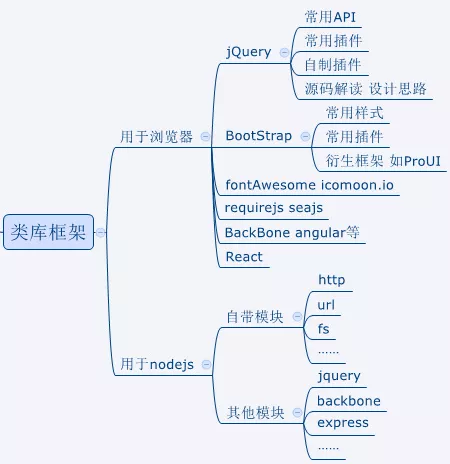 类库框架
用于浏览器
jQuery
常用API
常用插件
自制插件
源码解读 设计思路
BootStrap
常用样式
常用插件
衍生框架 如ProUI
fontAwesome icomoon.io
requirejs seajs
BackBone angular等
React
用于nodejs
自带模块
http
url
fs
……
其他模块
jquery
backbone
express
……